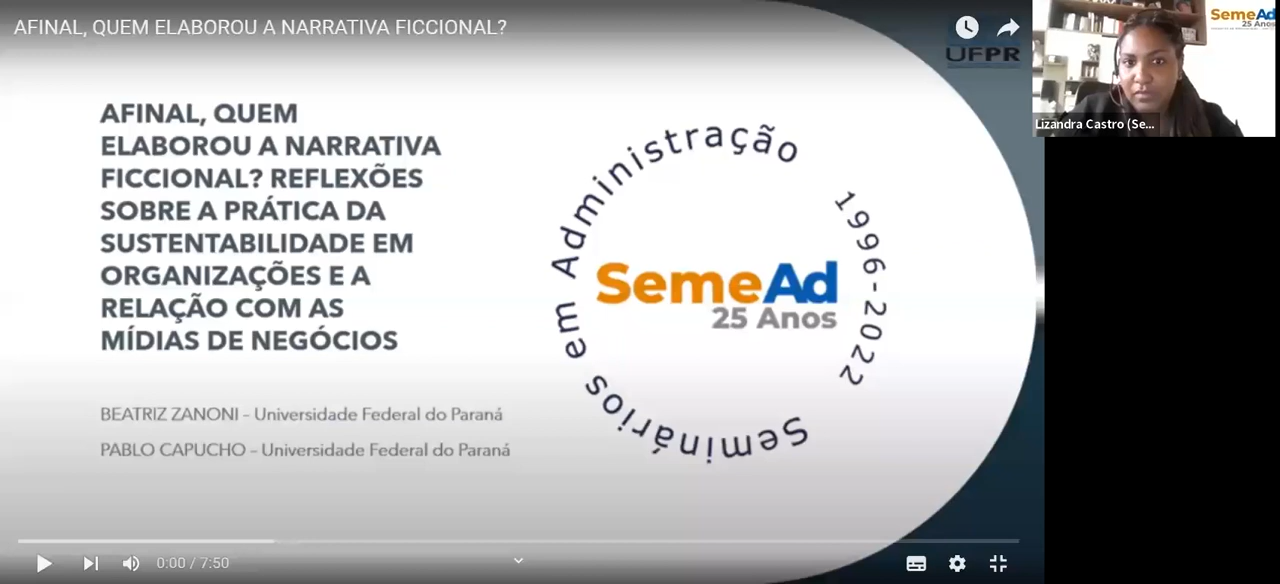 AFINAL, QUEM ELABOROU A NARRATIVA FICCIONAL?
UFPR
SemeAd
25 Anos
Lizandra Castro (Se...
AFINAL, QUEM
ELABOROU A NARRATIVA
FICCIONAL? REFLEXÕES
SOBRE A PRÁTICA DA
SUSTENTABILIDADE EM
ORGANIZAÇÕES E A
RELAÇÃO COM AS
MÍDIAS DE NEGÓCIOS
BEATRIZ ZANONI – Universidade Federal do Paraná
PABLO CAPUCHO – Universidade Federal do Paraná
Seminários em Administração
1996-2022
SemeAd
25 Anos
0:00 / 7:50